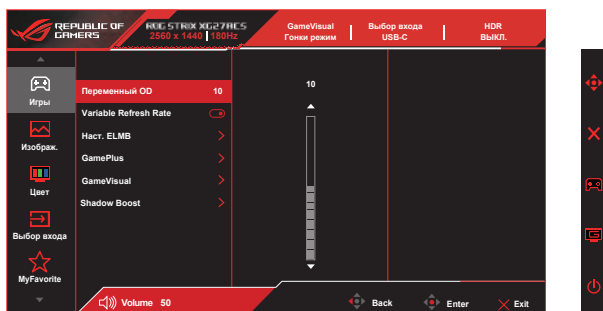 REPUBLIC OF
GAMERS
ROG STRIX XG27ACS
2560 x 1440 180Hz
GameVisual
Гонки режим
Выбор входа
USB-C
HDR
ВЫКЛ.
Игры
Изображ.
Цвет
Выбор входа
MyFavorite
Переменный OD 10
Variable Refresh Rate
Наст. ELMB
GamePlus
GameVisual
Shadow Boost
10
Volume 50
Back
Enter
Exit